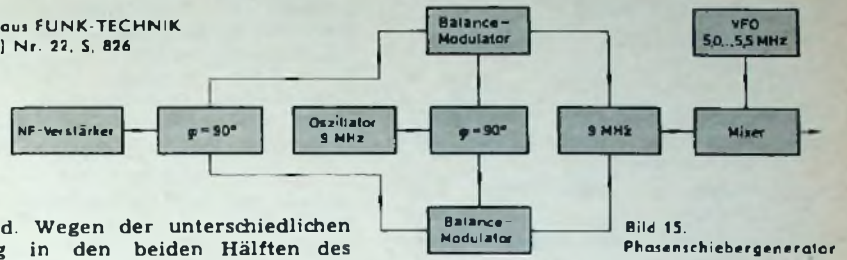 aus FUNK-TECHNIK
Nr. 22, S. 826
Balance-
Modulator
VFO
5,0...5,5 MHz
NF-Verstärker
φ = 90°
Oszillator
9 MHz
φ = 90°
9 MHz
Mixer
Balance-
Modulator
d. Wegen der unterschiedlichen
g in den beiden Hälften des
Bild 15.
Phasenschiebergenerator